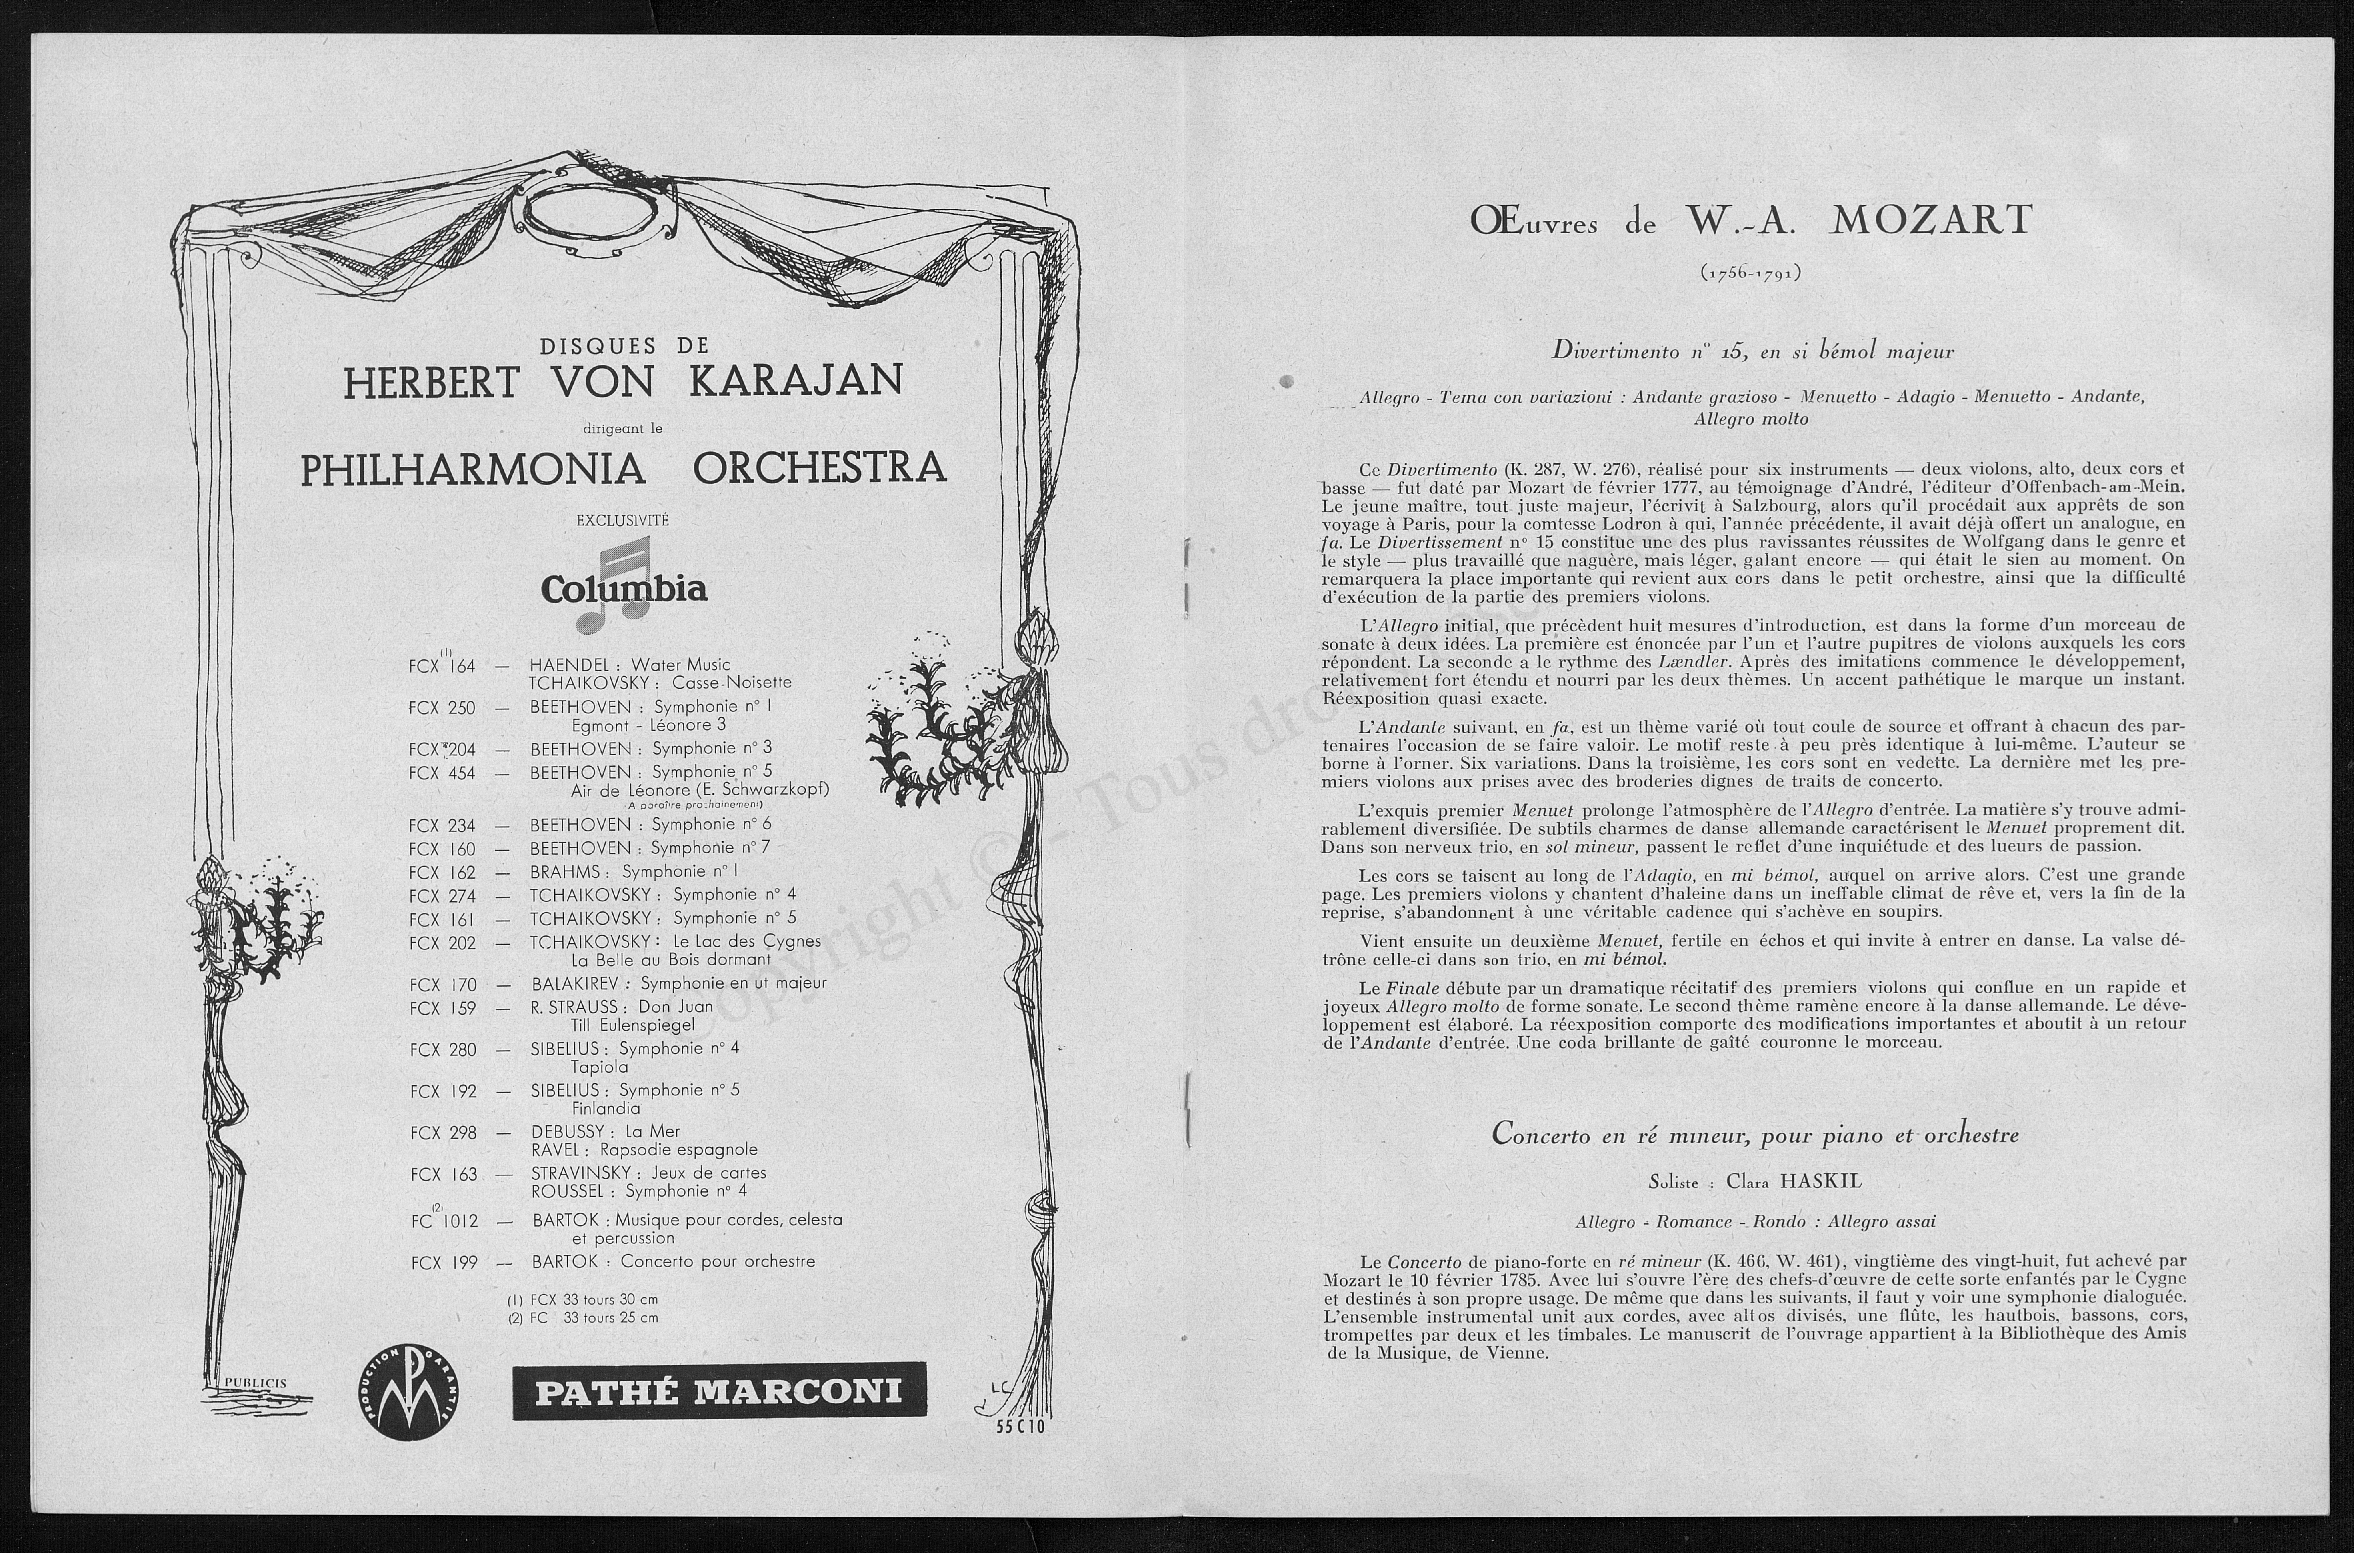 DISQUES DE
HERBERT VON KARAJAN
dirigeant le
PHILHARMONIA ORCHESTRA
EXCLUSIVITÉ
Columbia
FCX (1) 164 — HAENDEL : Water Music
TCHAIKOVSKY : Casse-Noisette
FCX 250 — BEETHOVEN : Symphonie n° 1
Egmont - Léonore 3
FCX 204 — BEETHOVEN : Symphonie n° 3
FCX 454 — BEETHOVEN : Symphonie n° 5
Air de Léonore (E. Schwarzkopf)
(A paraître prochainement)
FCX 234 — BEETHOVEN : Symphonie n° 6
FCX 160 — BEETHOVEN : Symphonie n° 7
FCX 162 — BRAHMS : Symphonie n° 1
FCX 274 — TCHAIKOVSKY : Symphonie n° 4
FCX 161 — TCHAIKOVSKY : Symphonie n° 5
FCX 202 — TCHAIKOVSKY : Le Lac des Cygnes
La Belle au Bois dormant
FCX 170 — BALAKIREV : Symphonie en ut majeur
FCX 159 — R. STRAUSS : Don Juan
Till Eulenspiegel
FCX 280 — SIBELIUS : Symphonie n° 4
Tapiola
FCX 192 — SIBELIUS : Symphonie n° 5
Finlandia
FCX 298 — DEBUSSY : La Mer
RAVEL : Rapsodie espagnole
FCX 163 — STRAVINSKY : Jeux de cartes
ROUSSEL : Symphonie n° 4
FC (2) 1012 — BARTOK : Musique pour cordes, celesta
et percussion
FCX 199 — BARTOK : Concerto pour orchestre
(1) FCX 33 tours 30 cm
(2) FC 33 tours 25 cm
PUBLICIS
PRODUCTION GARANTIE
PATHÉ MARCONI
LC
55 C 10
Œuvres de W.-A. MOZART
(1756-1791)
Divertimento n° 15, en si bémol majeur
Allegro - Tema con variazioni : Andante grazioso - Menuetto - Adagio - Menuetto - Andante,
Allegro molto
Ce Divertimento (K. 287, W. 276), réalisé pour six instruments — deux violons, alto, deux cors et
basse — fut daté par Mozart de février 1777, au témoignage d'André, l'éditeur d'Offenbach-am-Mein.
Le jeune maître, tout juste majeur, l'écrivit à Salzbourg, alors qu'il procédait aux apprêts de son
voyage à Paris, pour la comtesse Lodron à qui, l'année précédente, il avait déjà offert un analogue, en
fa. Le Divertissement n° 15 constitue une des plus ravissantes réussites de Wolfgang dans le genre et
le style — plus travaillé que naguère, mais léger, galant encore — qui était le sien au moment. On
remarquera la place importante qui revient aux cors dans le petit orchestre, ainsi que la difficulté
d'exécution de la partie des premiers violons.
L'Allegro initial, que précèdent huit mesures d'introduction, est dans la forme d'un morceau de
sonate à deux idées. La première est énoncée par l'un et l'autre pupitres de violons auxquels les cors
répondent. La seconde a le rythme des Lændler. Après des imitations commence le développement,
relativement fort étendu et nourri par les deux thèmes. Un accent pathétique le marque un instant.
Réexposition quasi exacte.
L'Andante suivant, en fa, est un thème varié où tout coule de source et offrant à chacun des par-
tenaires l'occasion de se faire valoir. Le motif reste à peu près identique à lui-même. L'auteur se
borne à l'orner. Six variations. Dans la troisième, les cors sont en vedette. La dernière met les pre-
miers violons aux prises avec des broderies dignes de traits de concerto.
L'exquis premier Menuet prolonge l'atmosphère de l'Allegro d'entrée. La matière s'y trouve admi-
rablement diversifiée. De subtils charmes de danse allemande caractérisent le Menuet proprement dit.
Dans son nerveux trio, en sol mineur, passent le reflet d'une inquiétude et des lueurs de passion.
Les cors se taisent au long de l'Adagio, en mi bémol, auquel on arrive alors. C'est une grande
page. Les premiers violons y chantent d'haleine dans un ineffable climat de rêve et, vers la fin de la
reprise, s'abandonnent à une véritable cadence qui s'achève en soupirs.
Vient ensuite un deuxième Menuet, fertile en échos et qui invite à entrer en danse. La valse dé-
trône celle-ci dans son trio, en mi bémol.
Le Finale débute par un dramatique récitatif des premiers violons qui conflue en un rapide et
joyeux Allegro molto de forme sonate. Le second thème ramène encore à la danse allemande. Le déve-
loppement est élaboré. La réexposition comporte des modifications importantes et aboutit à un retour
de l'Andante d'entrée. Une coda brillante de gaîté couronne le morceau.
Concerto en ré mineur, pour piano et orchestre
Soliste : Clara HASKIL
Allegro - Romance - Rondo : Allegro assai
Le Concerto de piano-forte en ré mineur (K. 466, W. 461), vingtième des vingt-huit, fut achevé par
Mozart le 10 février 1785. Avec lui s'ouvre l'ère des chefs-d'œuvre de cette sorte enfantés par le Cygne
et destinés à son propre usage. De même que dans les suivants, il faut y voir une symphonie dialoguée.
L'ensemble instrumental unit aux cordes, avec altos divisés, une flûte, les hautbois, bassons, cors,
trompettes par deux et les timbales. Le manuscrit de l'ouvrage appartient à la Bibliothèque des Amis
de la Musique, de Vienne.